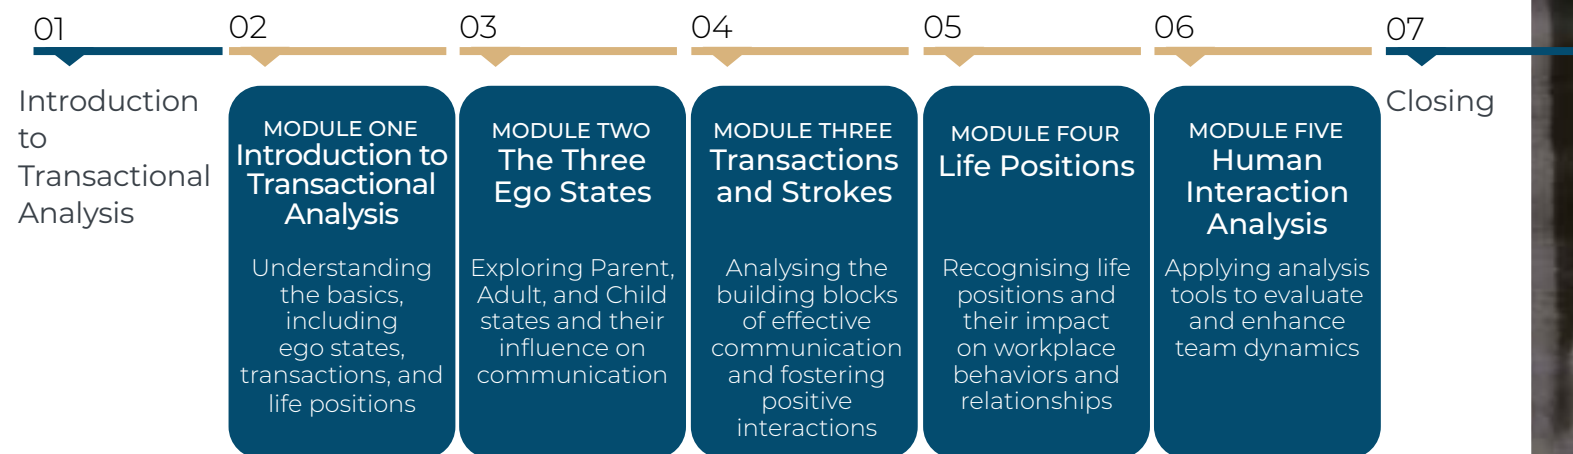 01
Introduction
to
Transactional
Analysis
02
MODULE ONE
Introduction to
Transactional
Analysis
Understanding
the basics,
including
ego states,
transactions, and
life positions
03
MODULE TWO
The Three
Ego States
Exploring Parent,
Adult, and Child
states and their
influence on
communication
04
MODULE THREE
Transactions
and Strokes
Analysing the
building blocks
of effective
communication
and fostering
positive
interactions
05
MODULE FOUR
Life Positions
Recognising life
positions and
their impact
on workplace
behaviors and
relationships
06
MODULE FIVE
Human
Interaction
Analysis
Applying analysis
tools to evaluate
and enhance
team dynamics
07
Closing